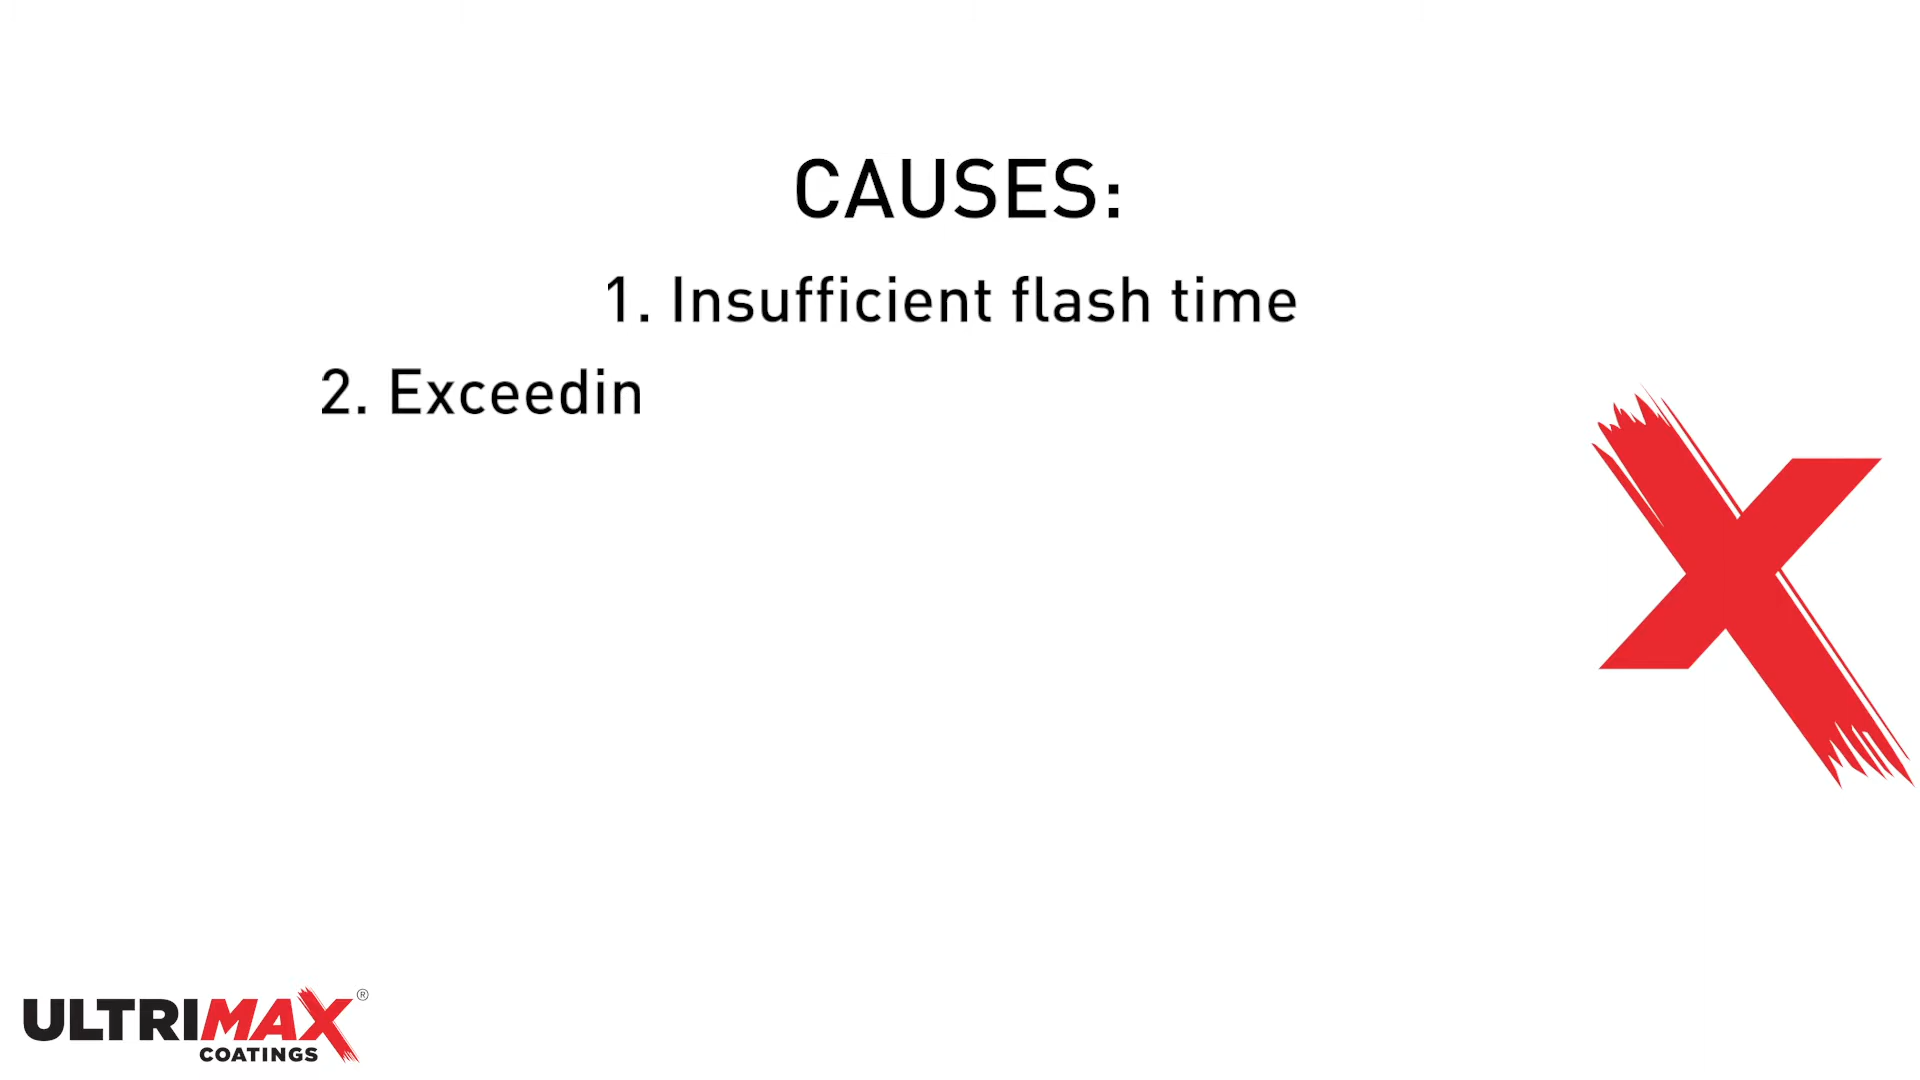 CAUSES:
1. Insufficient flash time
2. Exceedin
ULTRIMAX®
COATINGS